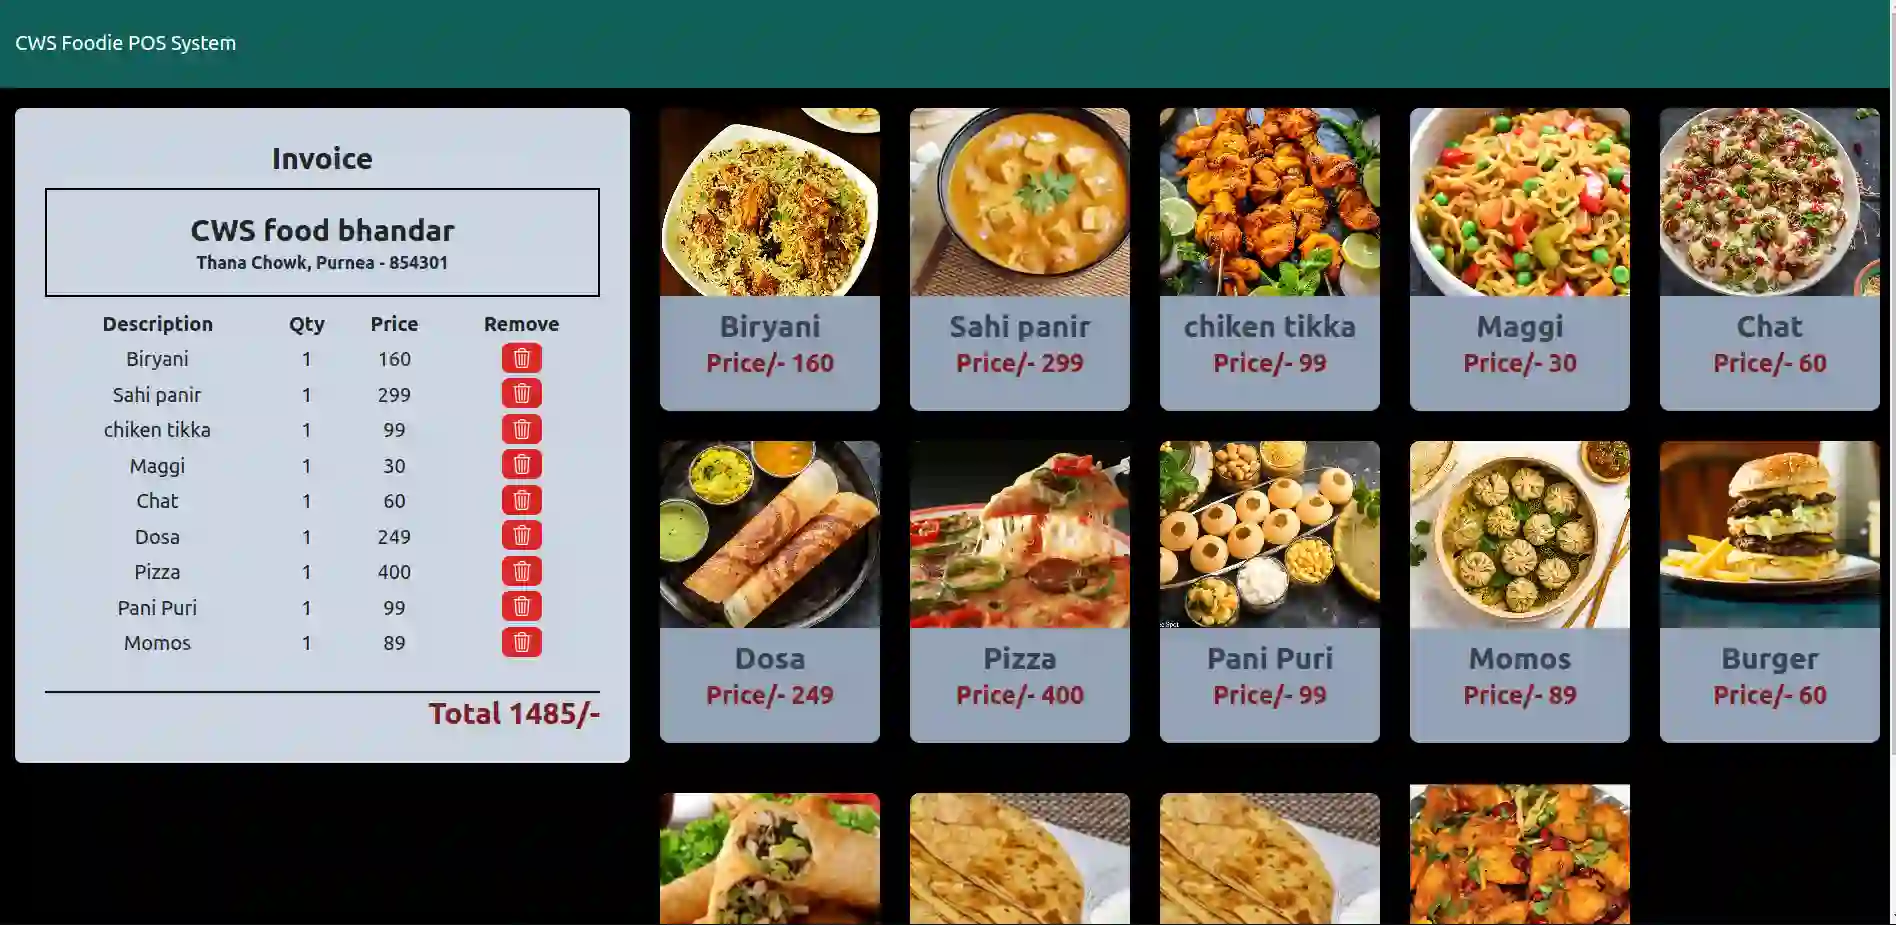 CWS Foodie POS System
Invoice
CWS food bhandar
Thana Chowk, Purnea - 854301
Description Qty Price Remove
Biryani 1 160
Sahi panir 1 299
chiken tikka 1 99
Maggi 1 30
Chat 1 60
Dosa 1 249
Pizza 1 400
Pani Puri 1 99
Momos 1 89
Total 1485/-
Biryani
Price/- 160
Sahi panir
Price/- 299
chiken tikka
Price/- 99
Maggi
Price/- 30
Chat
Price/- 60
Dosa
Price/- 249
Pizza
Price/- 400
Pani Puri
Price/- 99
Momos
Price/- 89
Burger
Price/- 60